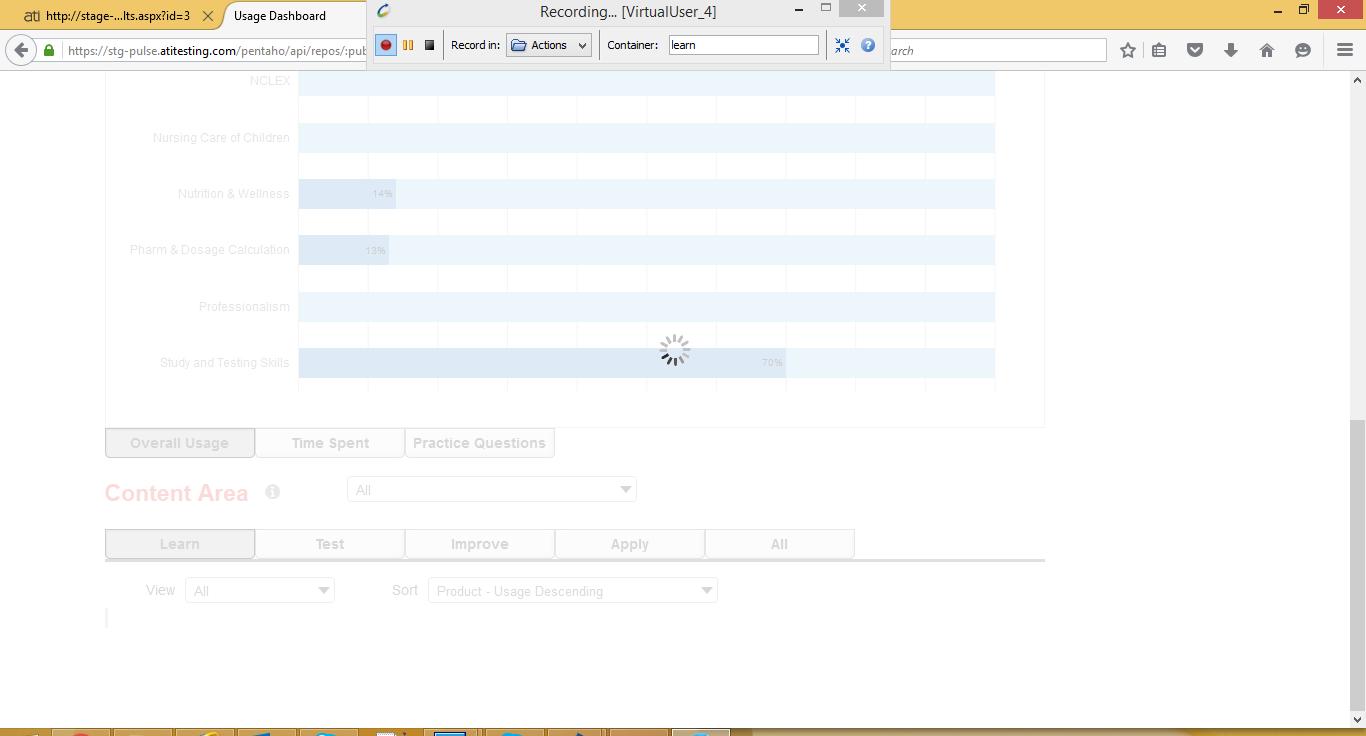 ati http://stage-...lts.aspx?id=3
Usage Dashboard
Recording... [VirtualUser_4]
https://stg-pulse.atitesting.com/pentaho/api/repos/:pub
Record in: Actions Container: learn
arch
NCLEX
Nursing Care of Children
Nutrition & Wellness 14%
Pharm & Dosage Calculation 13%
Professionalism
Study and Testing Skills 70%
Overall Usage Time Spent Practice Questions
Content Area All
Learn Test Improve Apply All
View All Sort Product - Usage Descending